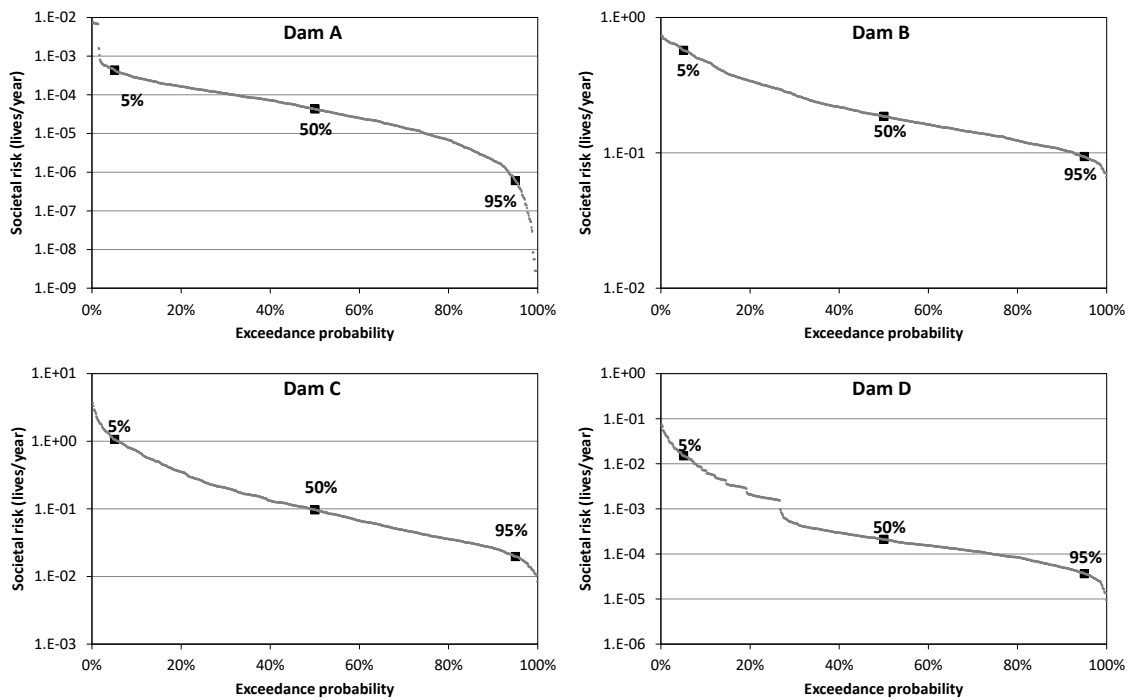 Dam A
Societal risk (lives/year)
1.E-02
1.E-03
1.E-04
1.E-05
1.E-06
1.E-07
1.E-08
1.E-09
5%
50%
95%
0% 20% 40% 60% 80% 100%
Exceedance probability
Dam B
Societal risk (lives/year)
1.E+00
1.E-01
1.E-02
5%
50%
95%
0% 20% 40% 60% 80% 100%
Exceedance probability
Dam C
Societal risk (lives/year)
1.E+01
1.E+00
1.E-01
1.E-02
1.E-03
5%
50%
95%
0% 20% 40% 60% 80% 100%
Exceedance probability
Dam D
Societal risk (lives/year)
1.E+00
1.E-01
1.E-02
1.E-03
1.E-04
1.E-05
1.E-06
5%
50%
95%
0% 20% 40% 60% 80% 100%
Exceedance probability